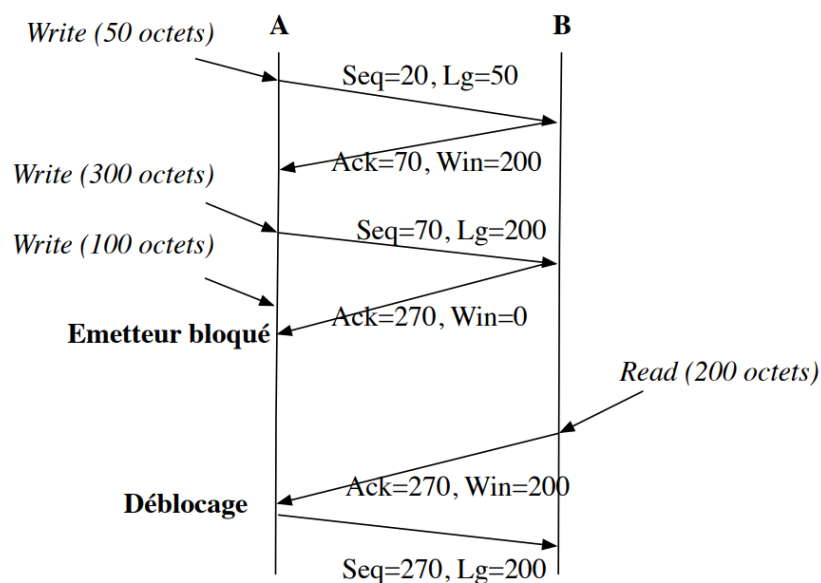 A
B
Write (50 octets)
Seq=20, Lg=50
Ack=70, Win=200
Write (300 octets)
Seq=70, Lg=200
Write (100 octets)
Ack=270, Win=0
Emetteur bloqué
Read (200 octets)
Ack=270, Win=200
Déblocage
Seq=270, Lg=200